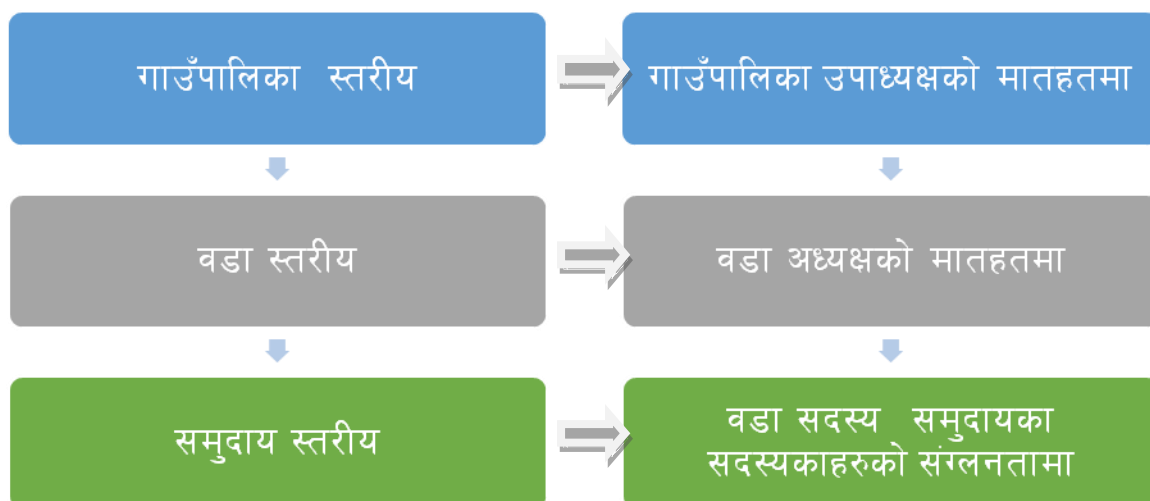 गाउँपालिका स्तरीय
गाउँपालिका उपाध्यक्षको मातहतमा
वडा स्तरीय
वडा अध्यक्षको मातहतमा
समुदाय स्तरीय
वडा सदस्य समुदायका
सदस्यकाहरुको संग्लनतामा